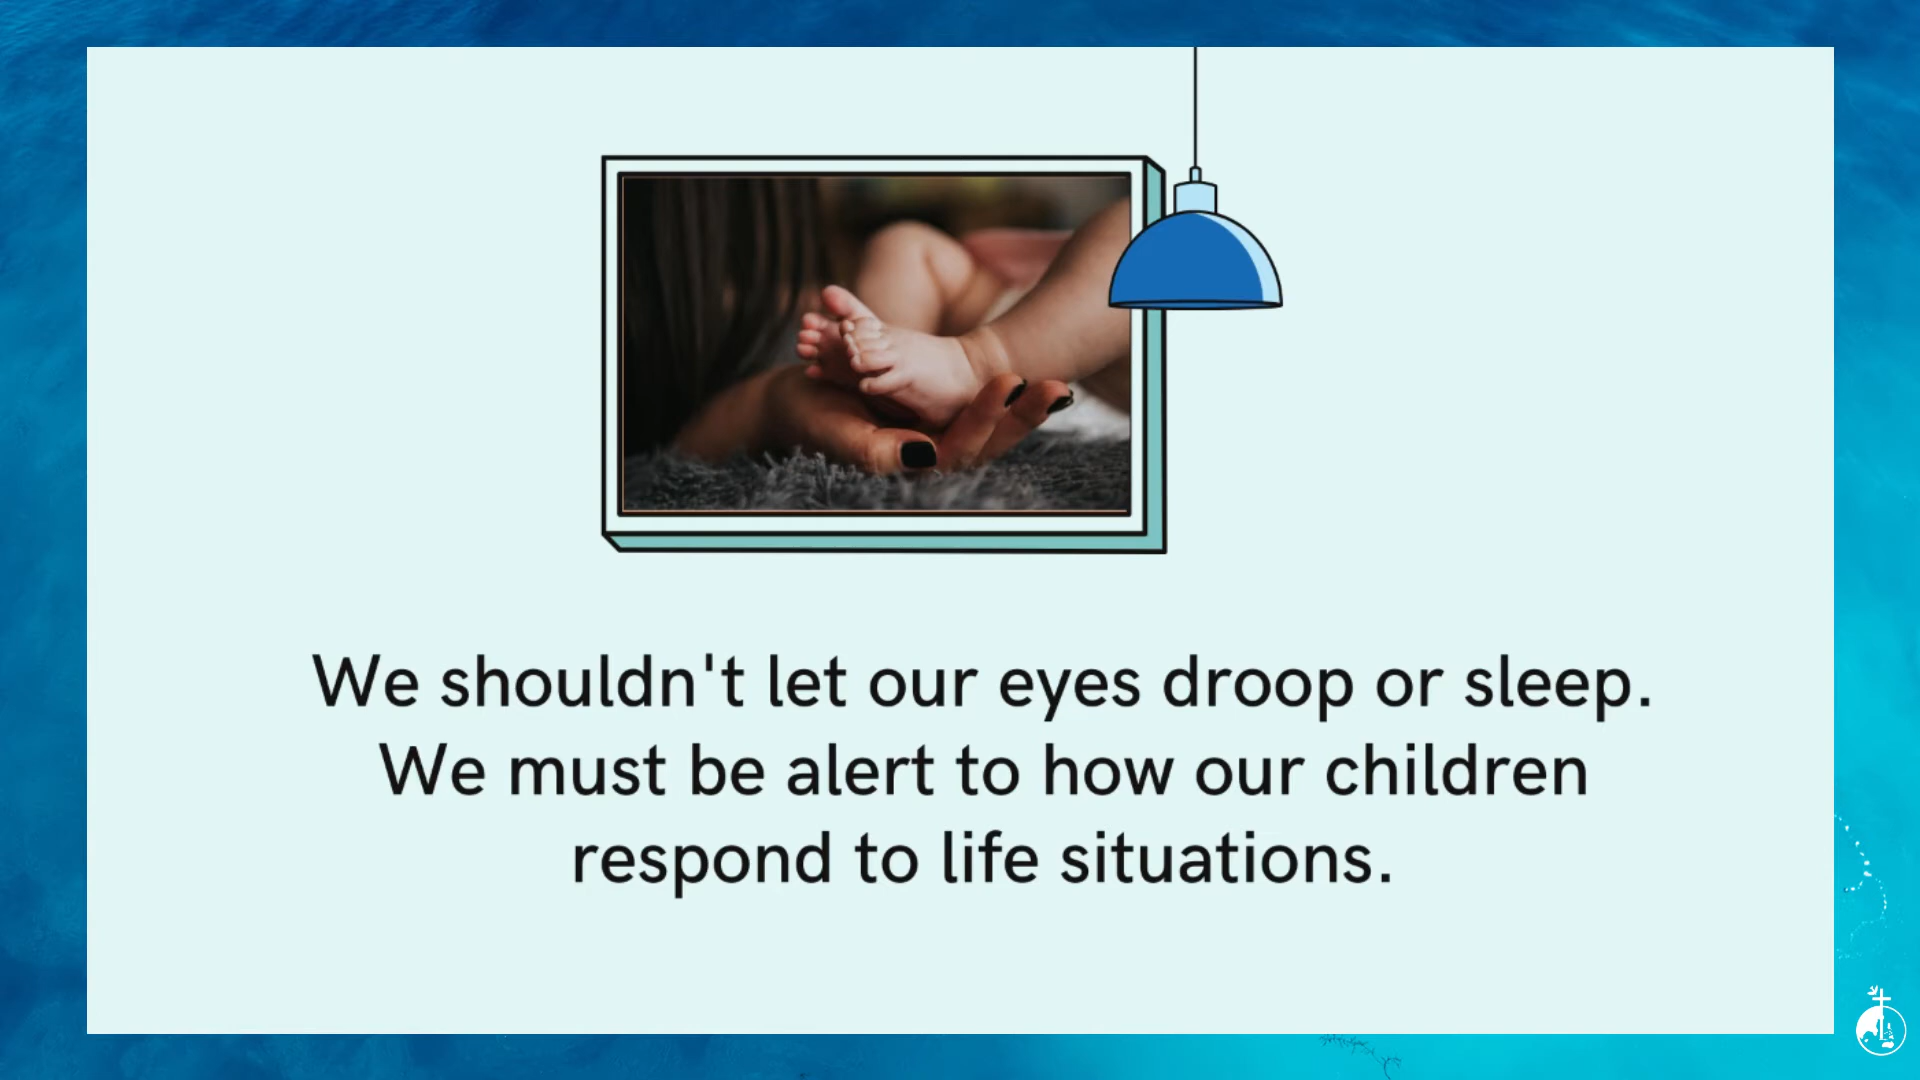 We shouldn't let our eyes droop or sleep.
We must be alert to how our children
respond to life situations.